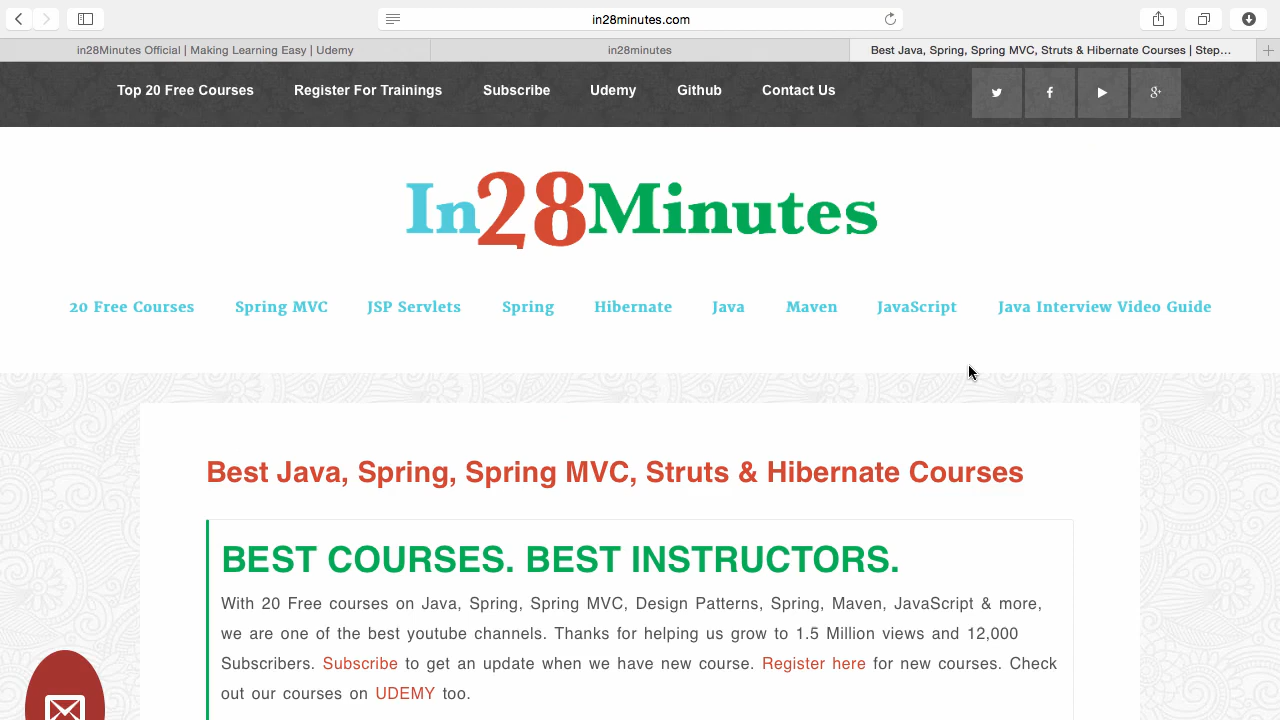 in28minutes.com
in28Minutes Official | Making Learning Easy | Udemy
in28minutes
Best Java, Spring, Spring MVC, Struts & Hibernate Courses | Step…
Top 20 Free Courses
Register For Trainings
Subscribe
Udemy
Github
Contact Us
In28Minutes
20 Free Courses
Spring MVC
JSP Servlets
Spring
Hibernate
Java
Maven
JavaScript
Java Interview Video Guide
Best Java, Spring, Spring MVC, Struts & Hibernate Courses
BEST COURSES. BEST INSTRUCTORS.
With 20 Free courses on Java, Spring, Spring MVC, Design Patterns, Spring, Maven, JavaScript & more,
we are one of the best youtube channels. Thanks for helping us grow to 1.5 Million views and 12,000
Subscribers. Subscribe to get an update when we have new course. Register here for new courses. Check
out our courses on UDEMY too.